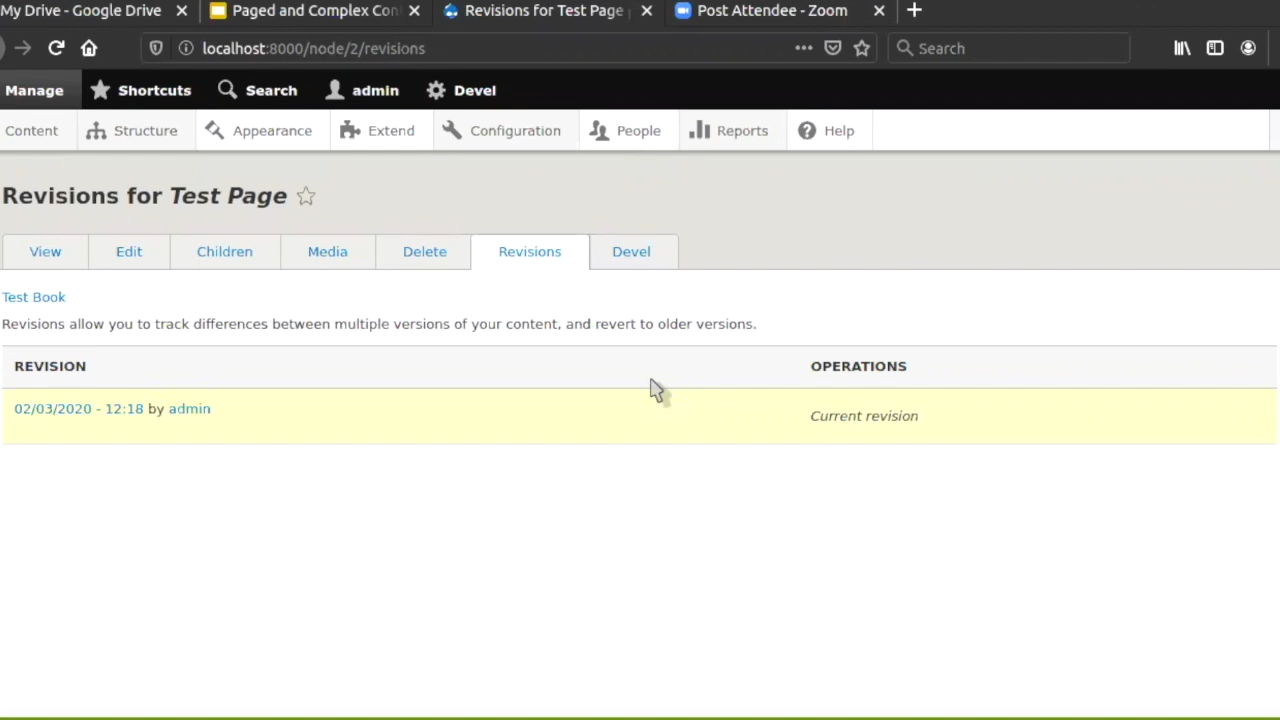 My Drive - Google Drive
Paged and Complex Con
Revisions for Test Page
Post Attendee - Zoom
localhost:8000/node/2/revisions
Search
Manage Shortcuts Search admin Devel
Content Structure Appearance Extend Configuration People Reports Help
Revisions for Test Page
View Edit Children Media Delete Revisions Devel
Test Book
Revisions allow you to track differences between multiple versions of your content, and revert to older versions.
REVISION OPERATIONS
02/03/2020 - 12:18 by admin Current revision